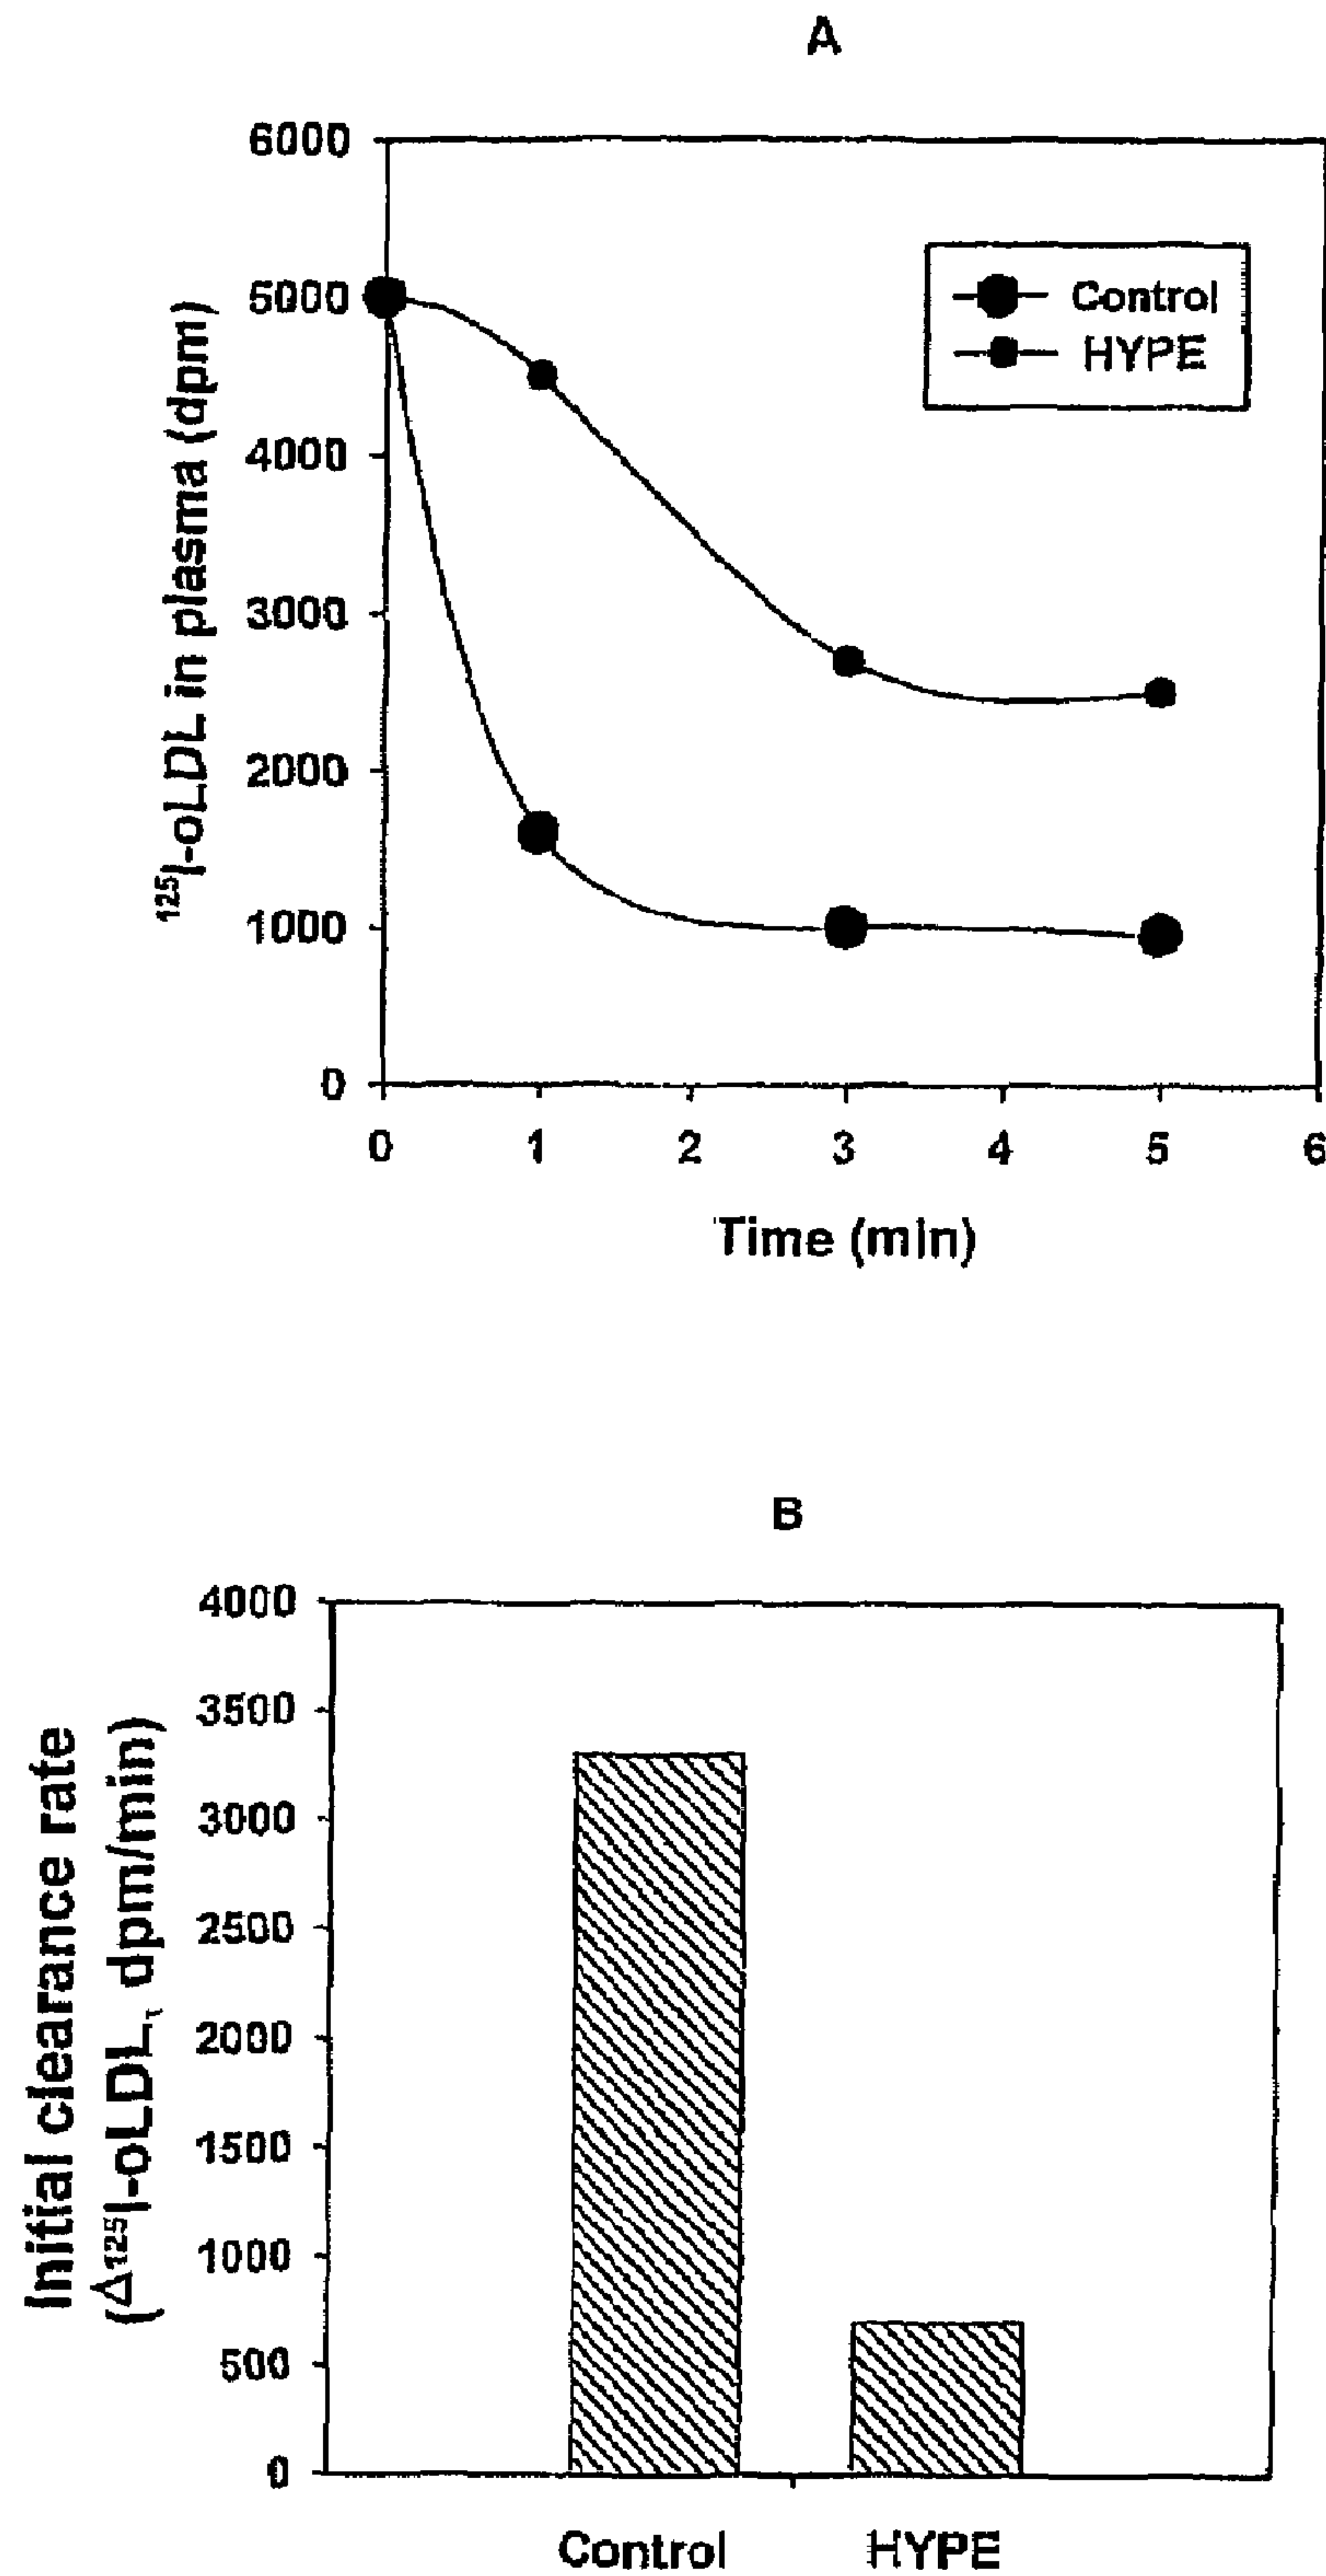 A
6000
5000
4000
3000
2000
1000
0
¹²⁵I-oLDL in plasma (dpm)
Control
HYPE
0 1 2 3 4 5 6
Time (min)
B
4000
3500
3000
2500
2000
1500
1000
500
0
Initial clearance rate
(Δ¹²⁵I-oLDL, dpm/min)
Control HYPE